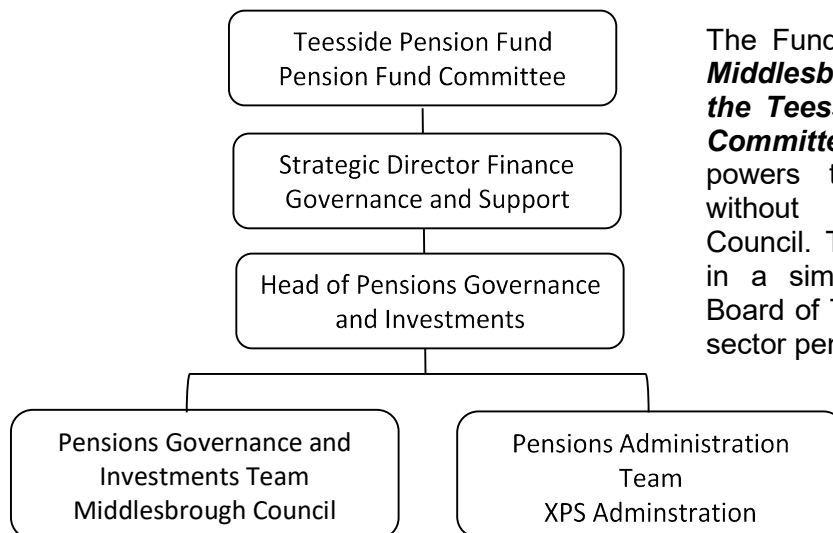 Teesside Pension Fund
Pension Fund Committee
Strategic Director Finance
Governance and Support
Head of Pensions Governance
and Investments
Pensions Governance and
Investments Team
Middlesbrough Council
Pensions Administration
Team
XPS Adminstration
The Fund
Middlesb
the Tees
Committe
powers t
without
Council. T
in a sim
Board of T
sector per